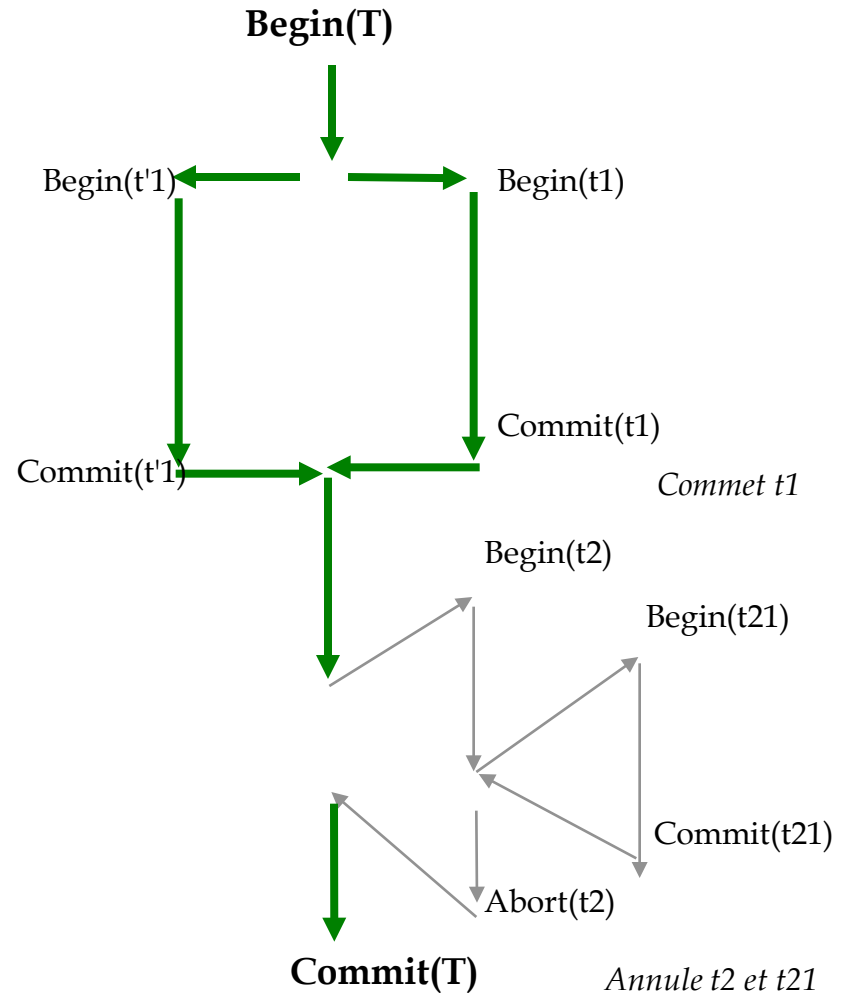 Begin(T)
Begin(t'1)
Begin(t1)
Commit(t1)
Commit(t'1)
Commet t1
Begin(t2)
Begin(t21)
Commit(t21)
Abort(t2)
Commit(T)
Annule t2 et t21